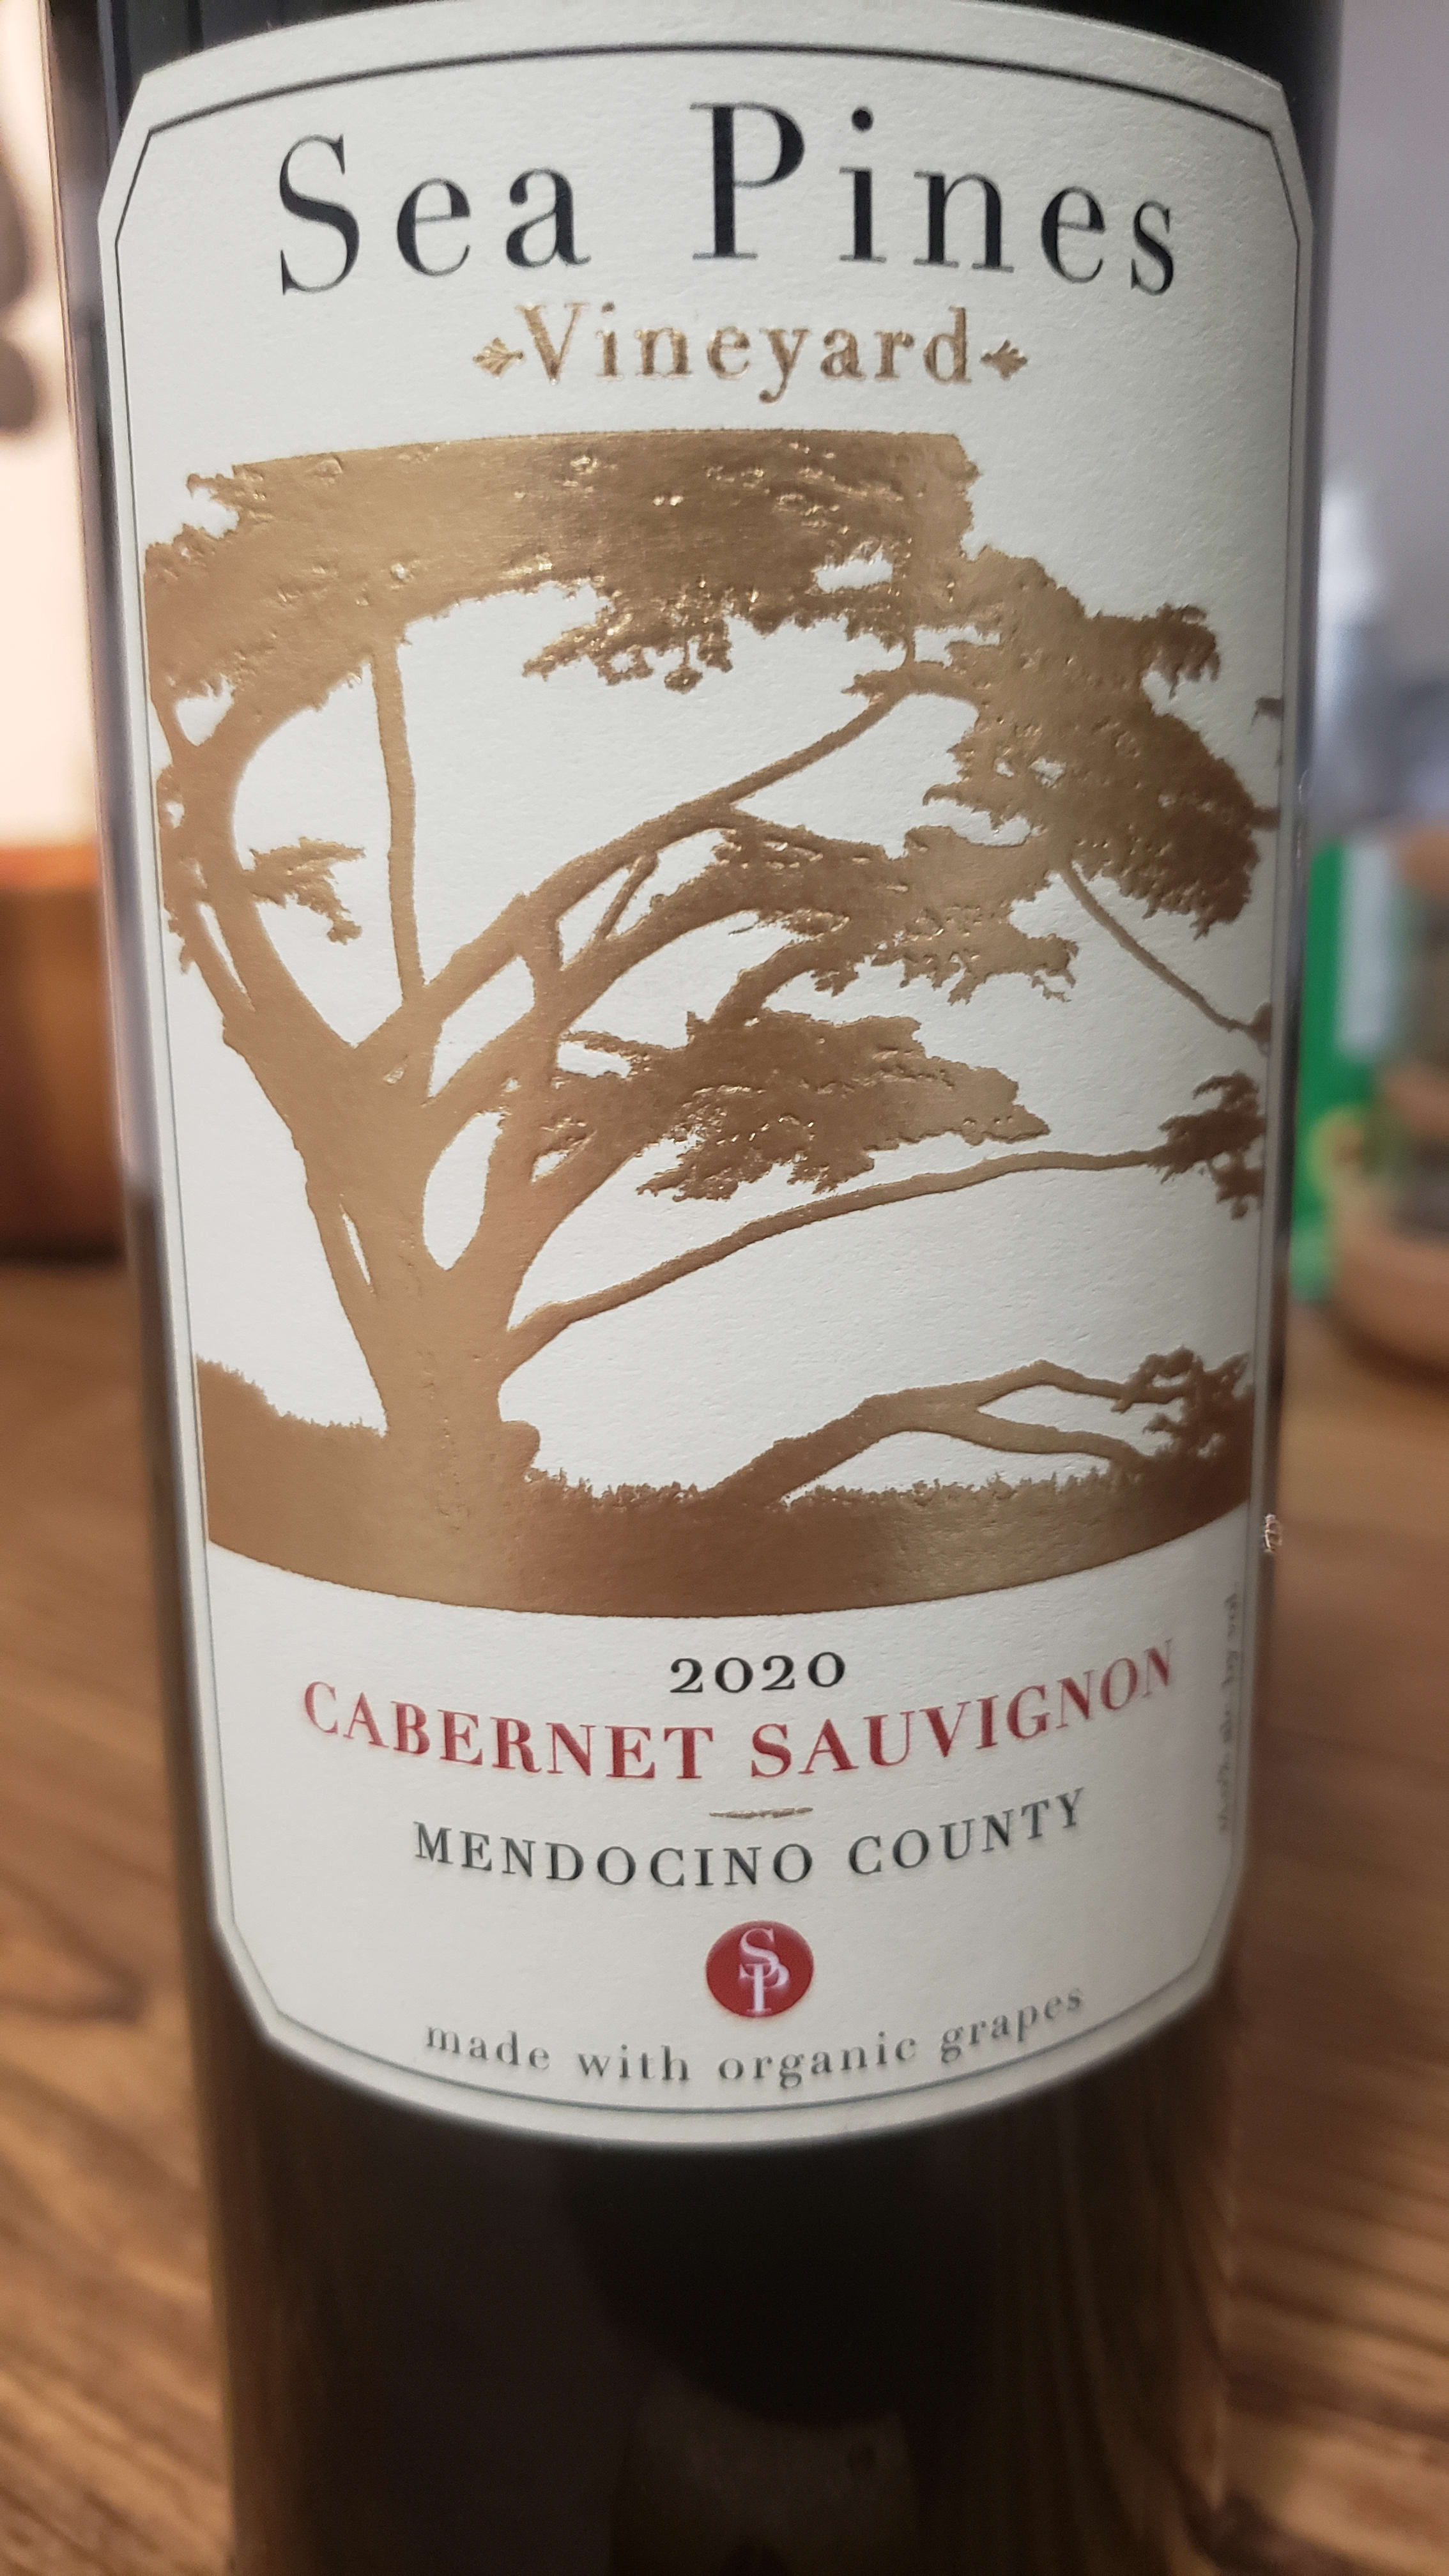 Sea Pines
Vineyard
2020
CABERNET SAUVIGNON
MENDOCINO COUNTY
SP
made with organic grapes